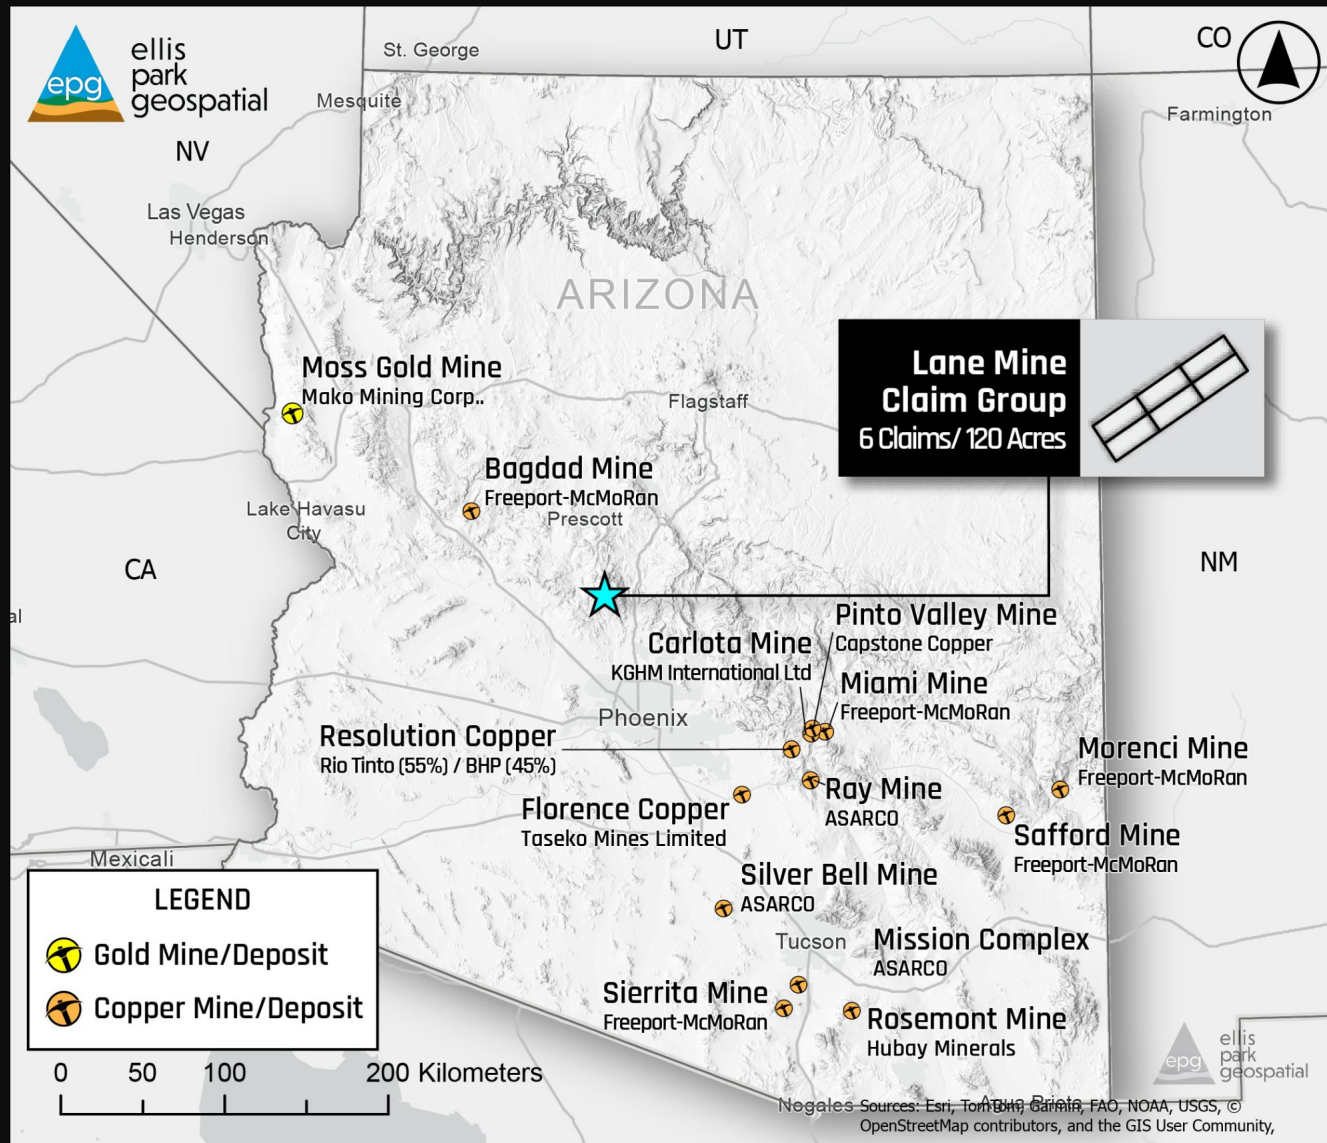 epg
ellis
park
geospatial
UT
CO
St. George
Mesquite
Farmington
NV
Las Vegas
Henderson
ARIZONA
Lane Mine
Claim Group
6 Claims/ 120 Acres
Moss Gold Mine
Mako Mining Corp..
Flagstaff
Bagdad Mine
Freeport-McMoRan
Prescott
Lake Havasu
City
CA
NM
al
Pinto Valley Mine
Capstone Copper
Carlota Mine
KGHM International Ltd
Miami Mine
Freeport-McMoRan
Phoenix
Resolution Copper
Rio Tinto (55%) / BHP (45%)
Morenci Mine
Freeport-McMoRan
Ray Mine
ASARCO
Florence Copper
Taseko Mines Limited
Safford Mine
Freeport-McMoRan
Mexicali
Silver Bell Mine
ASARCO
Tucson
Mission Complex
ASARCO
Sierrita Mine
Freeport-McMoRan
Rosemont Mine
Hubay Minerals
LEGEND
Gold Mine/Deposit
Copper Mine/Deposit
0 50 100 200 Kilometers
epg
ellis
park
geospatial
Nogales
Agua Prieta
Sources: Esri, TomTom, Garmin, FAO, NOAA, USGS, ©
OpenStreetMap contributors, and the GIS User Community,